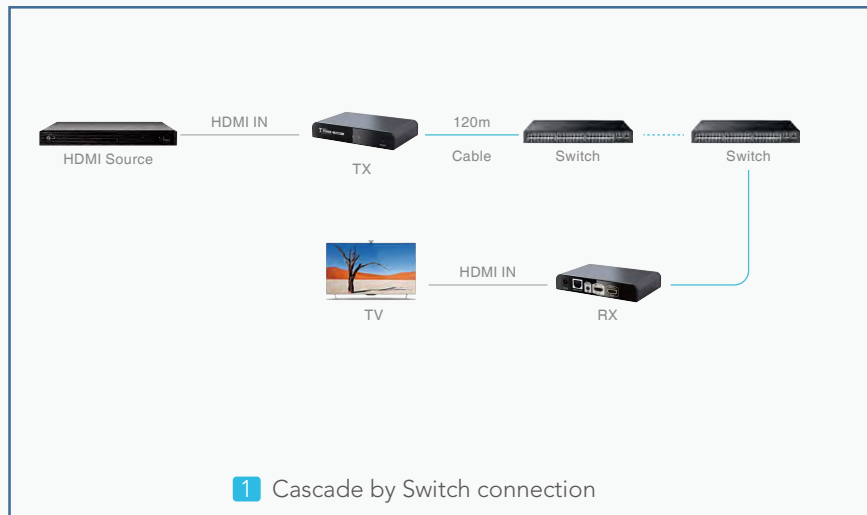 HDMI IN
120m
HDMI Source
TX
Cable
Switch
Switch
HDMI IN
TV
RX
1 Cascade by Switch connection